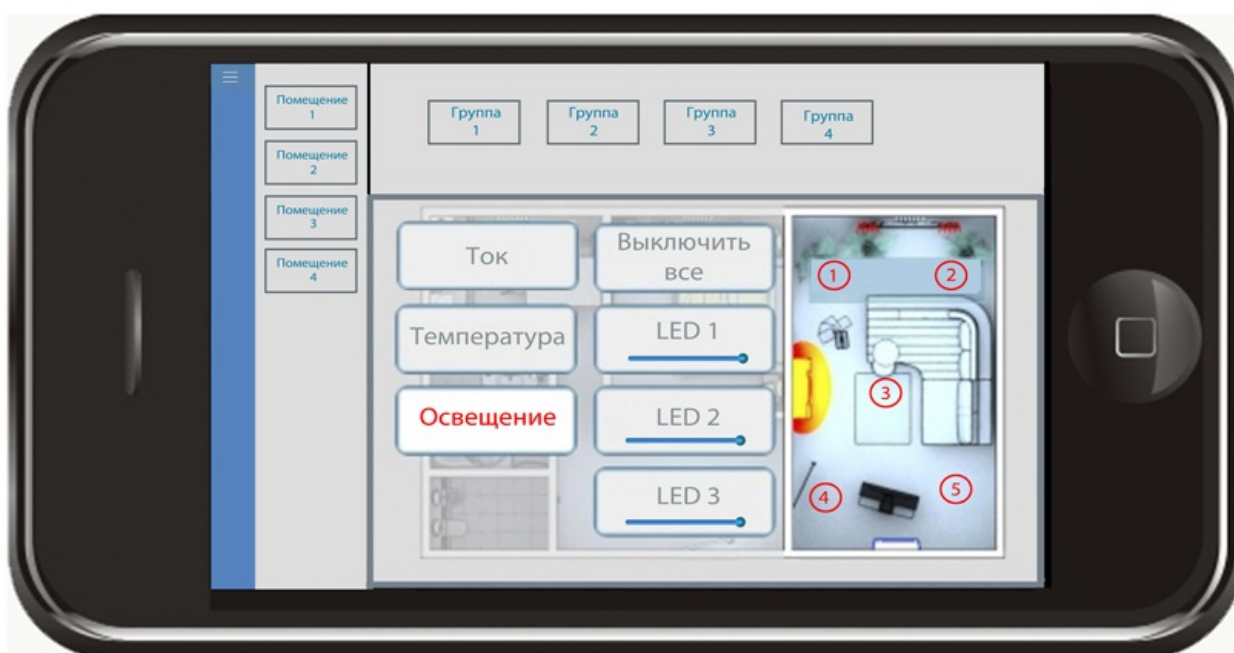 Помещение
1
Помещение
2
Помещение
3
Помещение
4
Группа
1
Группа
2
Группа
3
Группа
4
Ток
Температура
Освещение
Выключить
все
LED 1
LED 2
LED 3
1
2
3
4
5